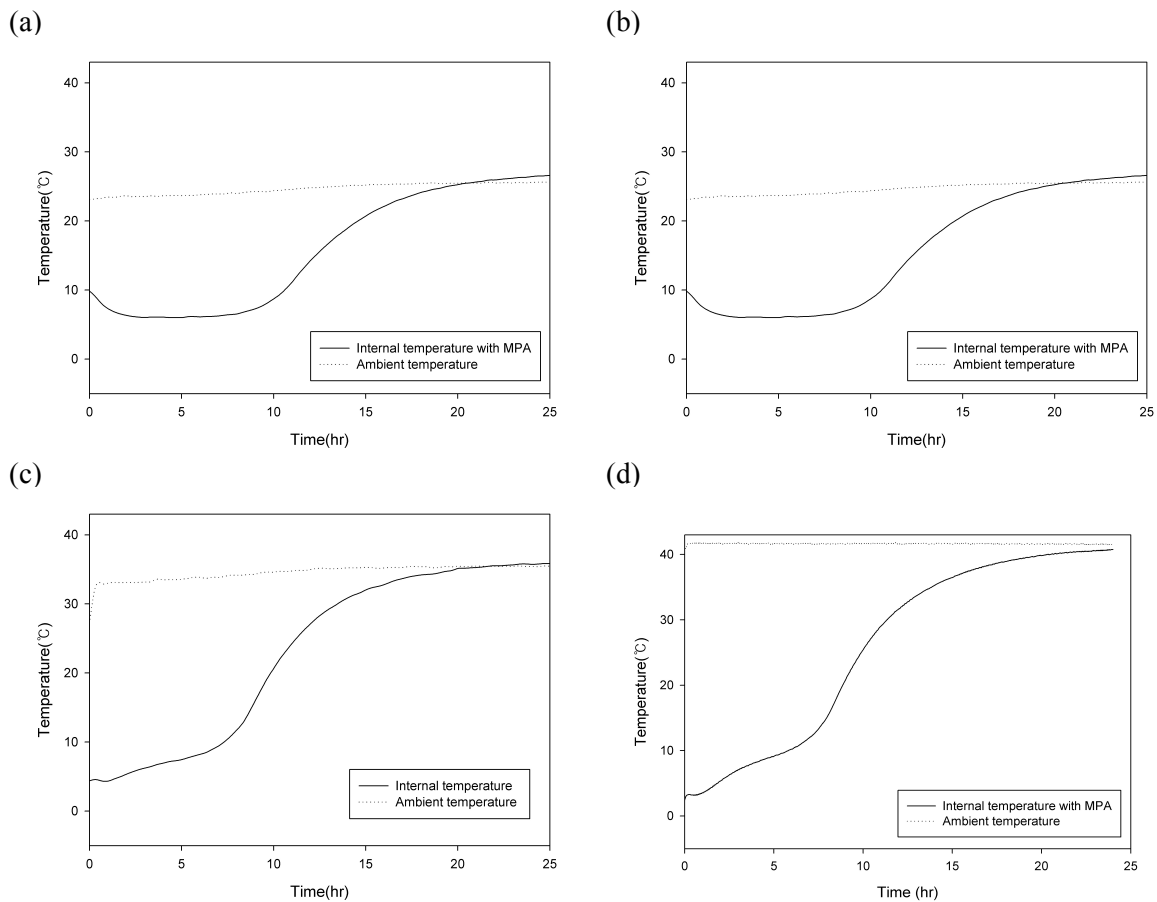 (a)
Temperature(℃)
40
30
20
10
0
Internal temperature with MPA
Ambient temperature
0 5 10 15 20 25
Time(hr)
(b)
Temperature(℃)
40
30
20
10
0
Internal temperature with MPA
Ambient temperature
0 5 10 15 20 25
Time(hr)
(c)
Temperature(℃)
40
30
20
10
0
Internal temperature
Ambient temperature
0 5 10 15 20 25
Time(hr)
(d)
Temperature(℃)
40
30
20
10
0
Internal temperature with MPA
Ambient temperature
0 5 10 15 20 25
Time (hr)